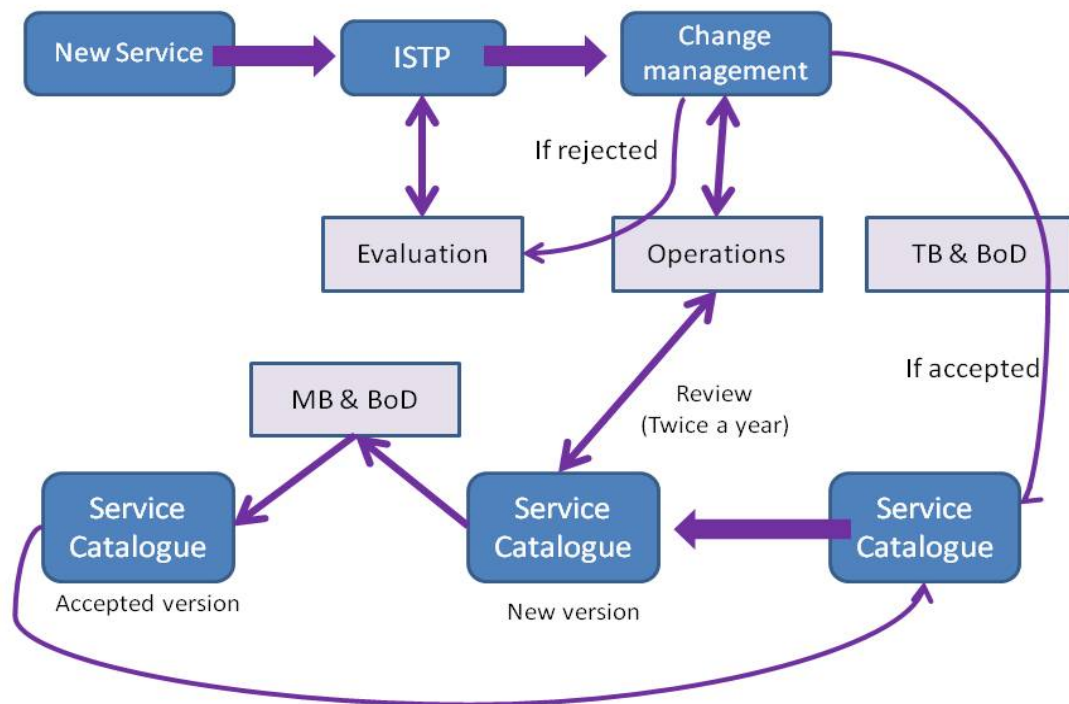 New Service
ISTP
Change
management
If rejected
Evaluation
Operations
TB & BoD
If accepted
MB & BoD
Review
(Twice a year)
Service
Catalogue
Service
Catalogue
Service
Catalogue
Accepted version
New version